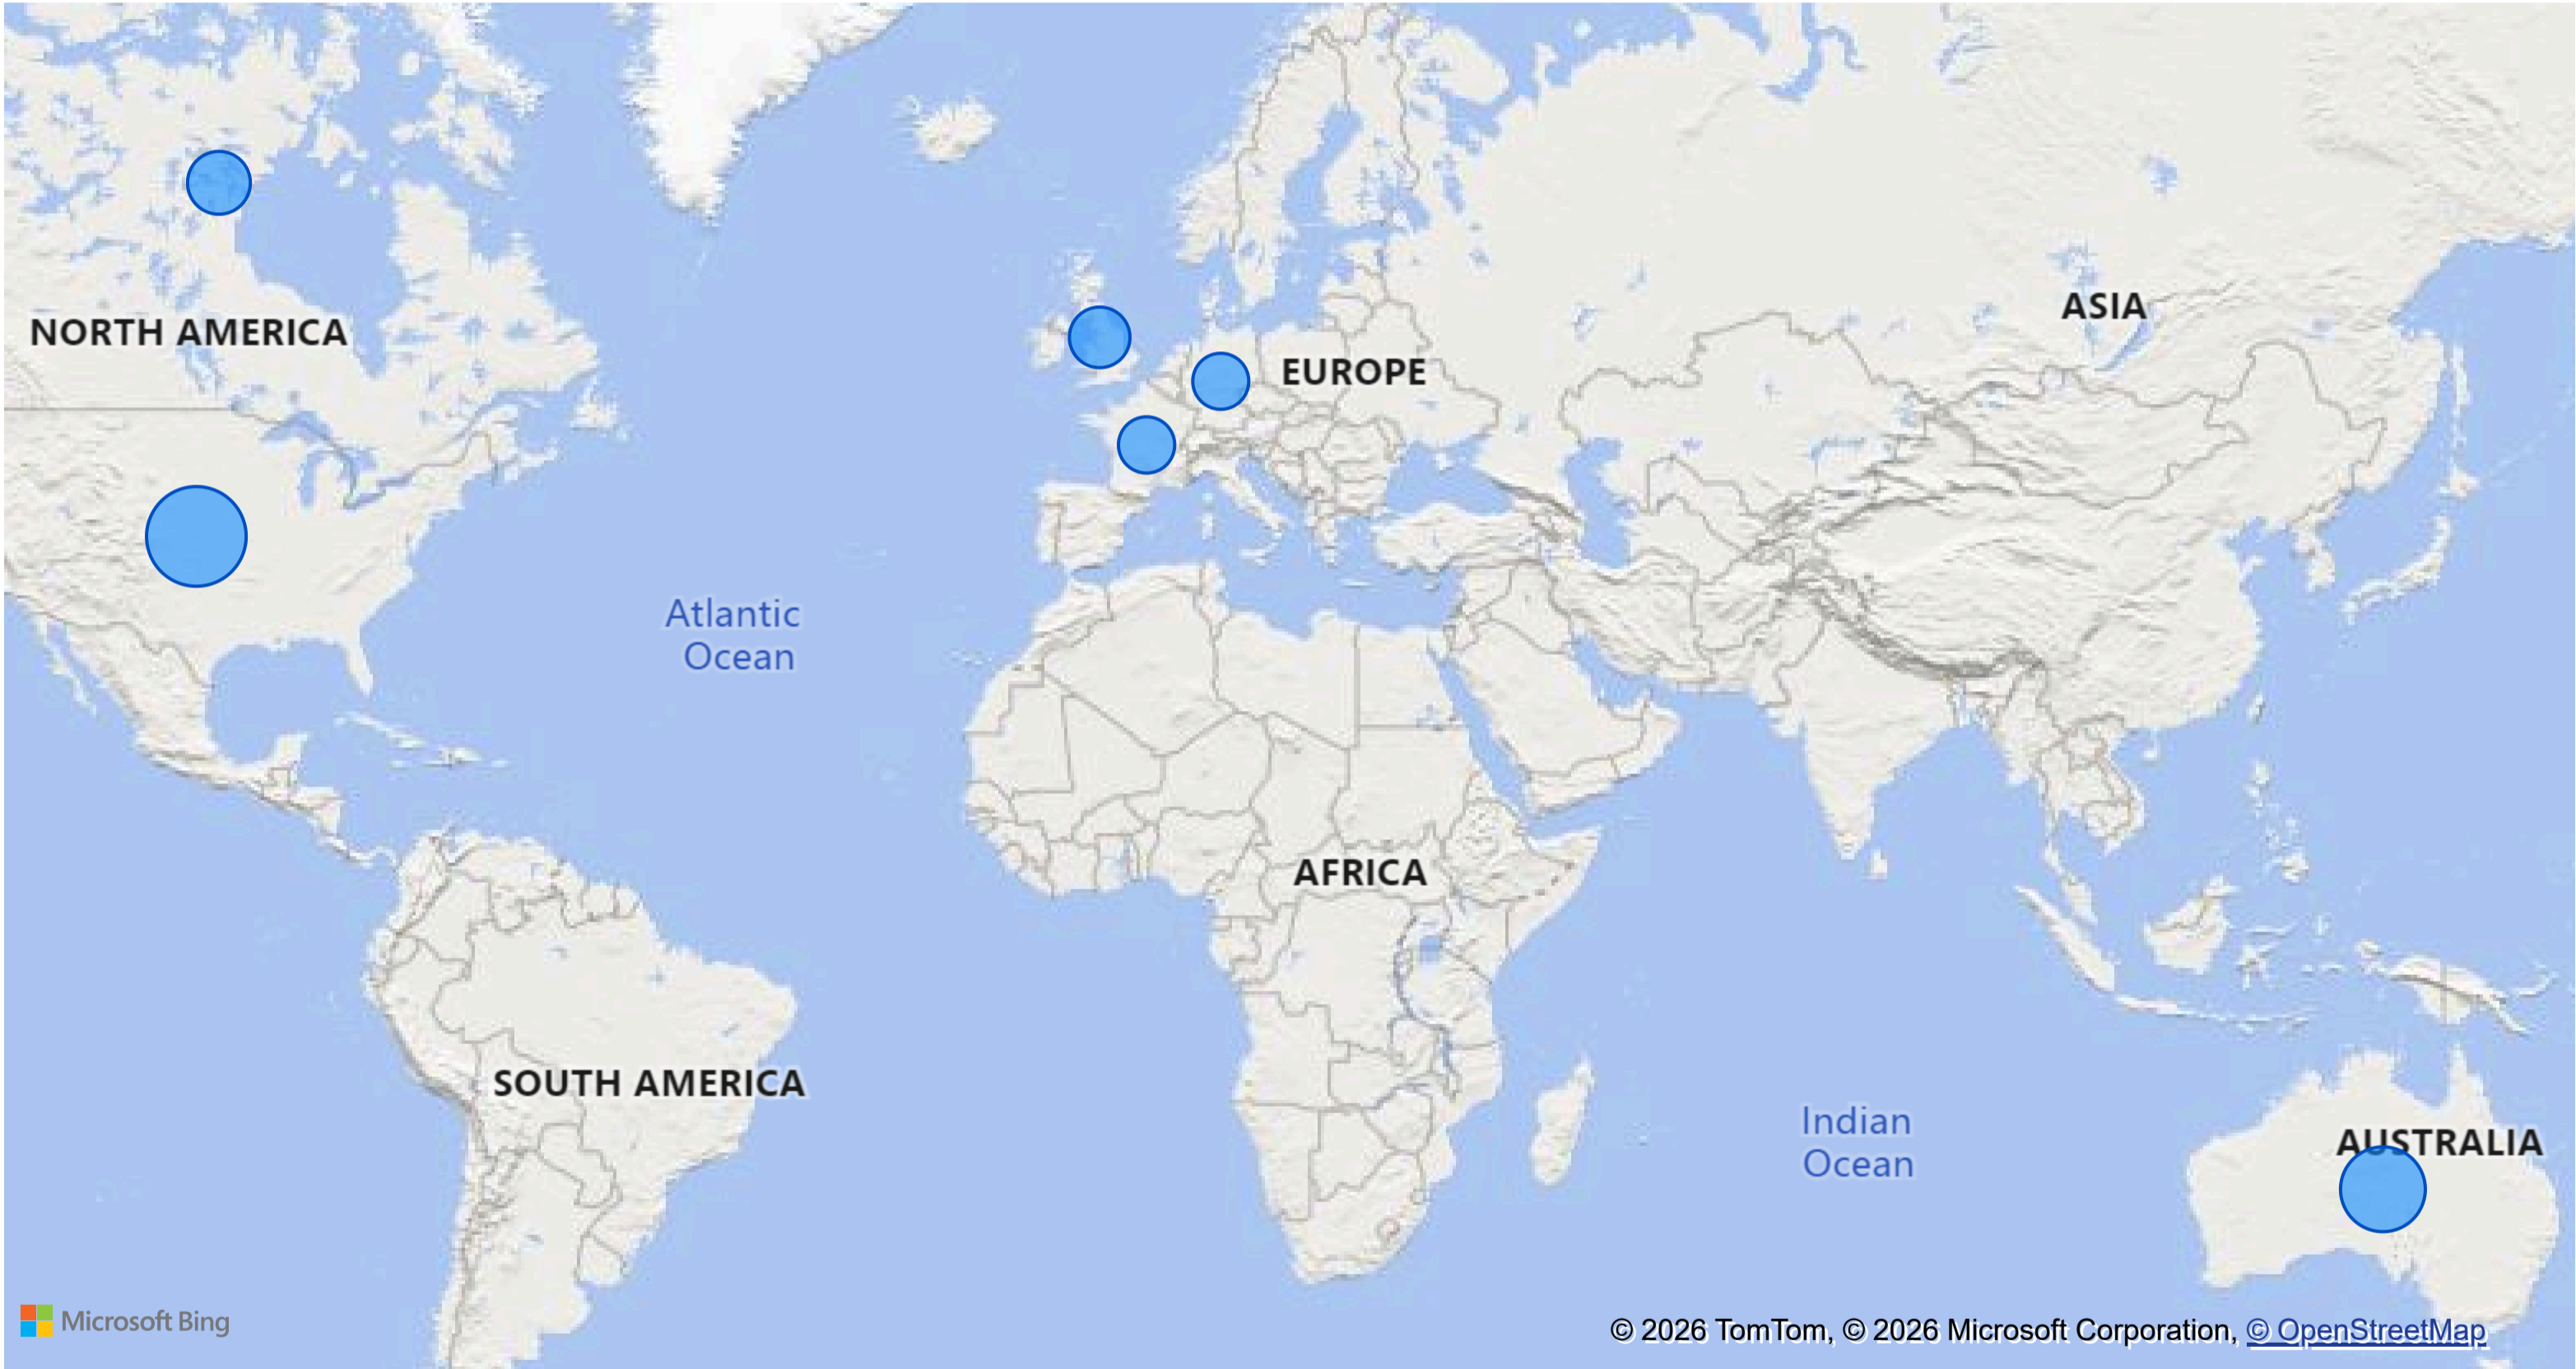 ASIA
NORTH AMERICA
EUROPE
Atlantic
Ocean
AFRICA
SOUTH AMERICA
Indian
Ocean
AUSTRALIA
Microsoft Bing
© 2026 TomTom, © 2026 Microsoft Corporation, © OpenStreetMap